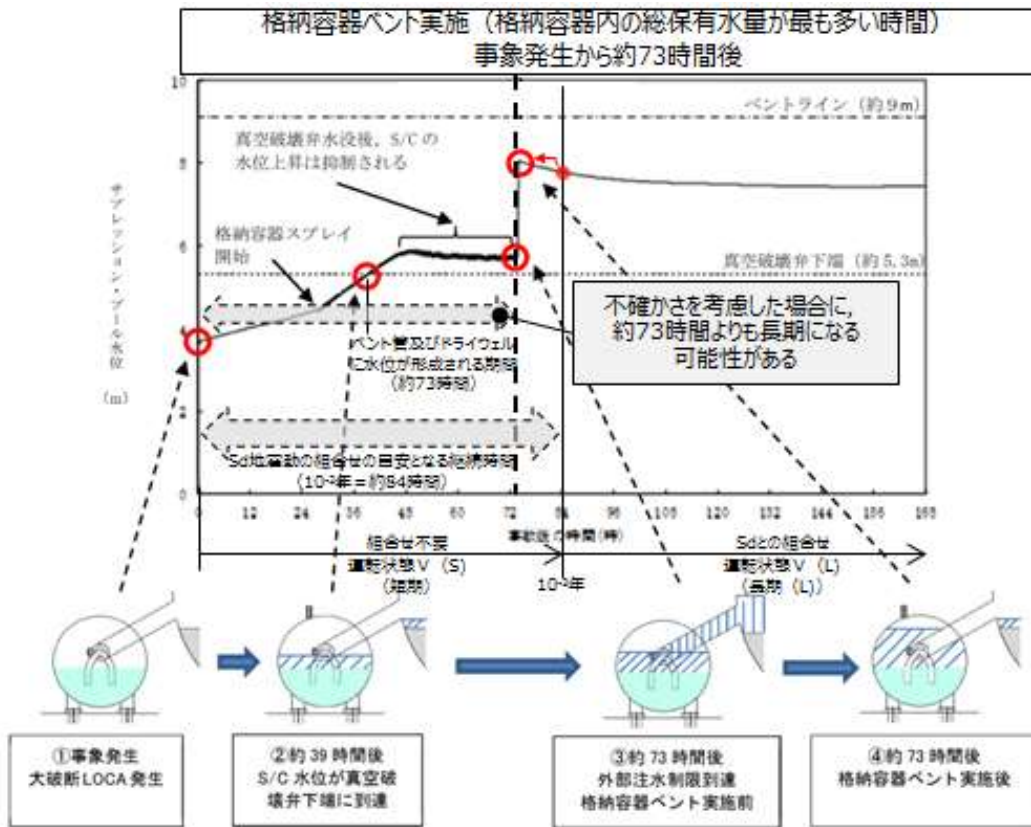 格納容器ベント実施（格納容器内の総保有水量が最も多い時間）
事象発生から約73時間後
10
ベントライン（約9m）
真空破壊弁水没後、S/Cの
水位上昇は抑制される
8
サプレッション・プール水位
(m)
格納容器スプレイ
開始
6
真空破壊弁下端（約5.3m）
不確かさを考慮した場合に，
約73時間よりも長期になる
可能性がある
ベント管及びドライウェル
に水位が形成される期間
（約73時間）
2
Sd地震動の組合せの目安となる継続時間
（10⁻²年＝約84時間）
0
0 12 24 36 48 60 72 84 96 108 120 132 144 156 168
事故後の時間(時)
組合せ不要
運転状態Ⅴ（S）
（短期）
10⁻²年
Sdとの組合せ
運転状態Ⅴ（L）
（長期（L））
①事象発生
大破断LOCA発生
②約39時間後
S/C水位が真空破
壊弁下端に到達
③約73時間後
外部注水制限到達
格納容器ベント実施前
④約73時間後
格納容器ベント実施後